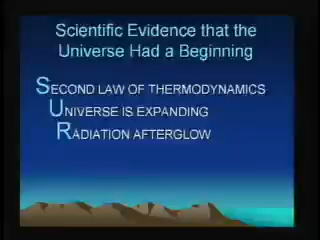 Scientific Evidence that the
Universe Had a Beginning
SECOND LAW OF THERMODYNAMICS
UNIVERSE IS EXPANDING
RADIATION AFTERGLOW